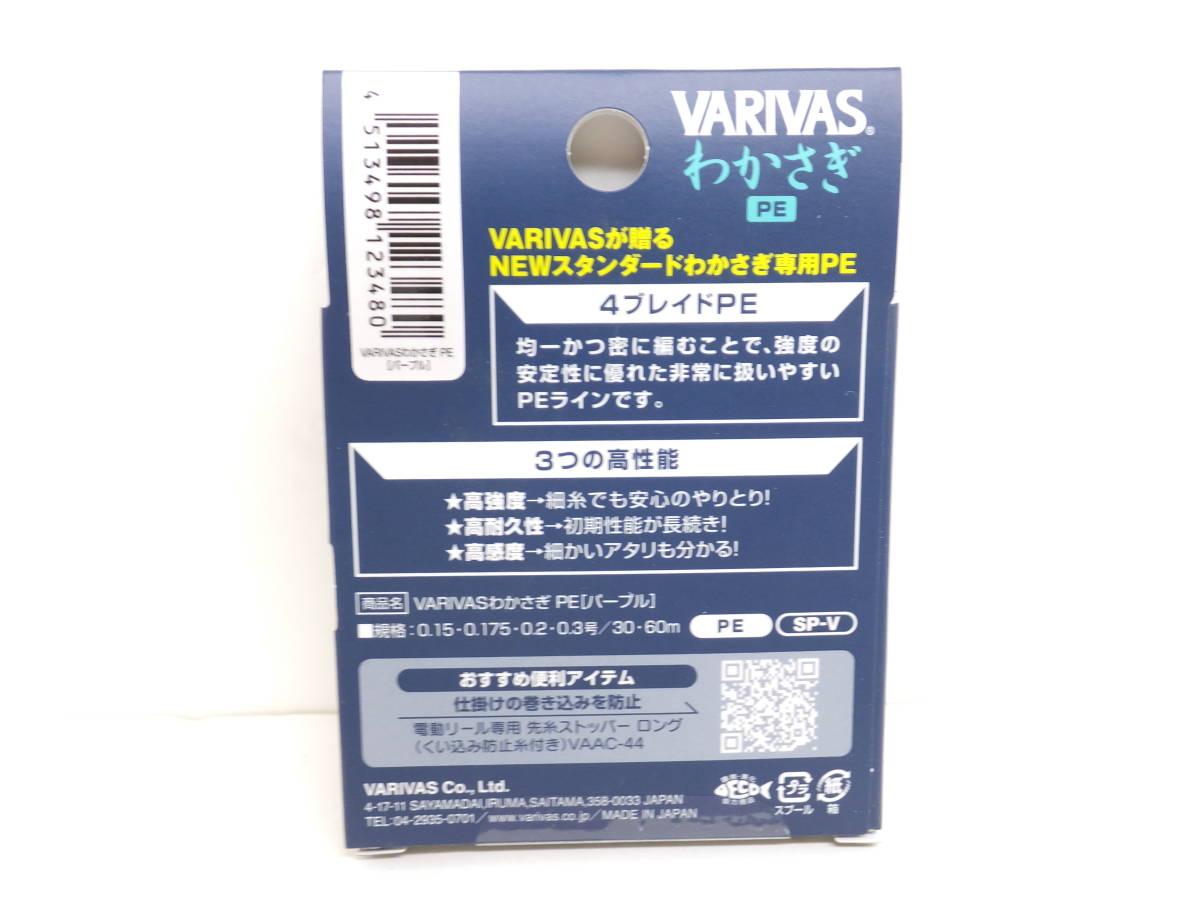 4 513498 123480
VARIVASわかさぎ PE
[パープル]
VARIVAS®
わかさぎ
PE
VARIVASが贈る
NEWスタンダードわかさぎ専用PE
4ブレイドPE
均一かつ密に編むことで、強度の
安定性に優れた非常に扱いやすい
PEラインです。
3つの高性能
★高強度→細糸でも安心のやりとり!
★高耐久性→初期性能が長続き!
★高感度→細かいアタリも分かる!
商品名 VARIVASわかさぎ PE[パープル]
■規格:0.15-0.175-0.2-0.3号/30-60m PE SP-V
おすすめ便利アイテム
仕掛けの巻き込みを防止
電動リール専用 先糸ストッパー ロング
(くい込み防止糸付き)VAAC-44
VARIVAS Co., Ltd.
4-17-11 SAYAMADAI,IRUMA,SAITAMA,358-0033 JAPAN
TEL:04-2935-0701/www.varivas.co.jp/MADE IN JAPAN
ECO
プラ
スプール
紙
箱